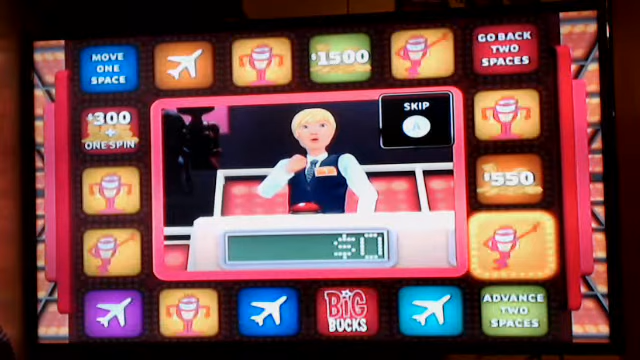 MOVE
ONE
SPACE
$1500
GO BACK
TWO
SPACES
$300
+
ONE SPIN
SKIP
A
$550
$0
BIG
BUCKS
ADVANCE
TWO
SPACES